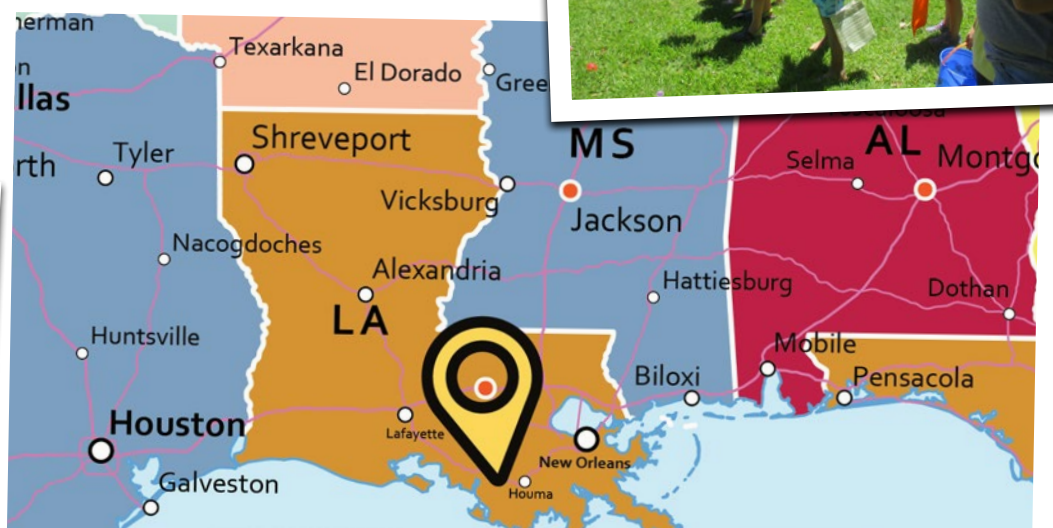 herman
Texarkana
El Dorado
Gree
llas
Shreveport
MS
AL
Selma
Montgo
rth
Tyler
Vicksburg
Jackson
Nacogdoches
Alexandria
Hattiesburg
Dothan
LA
Huntsville
Mobile
Biloxi
Pensacola
Houston
Lafayette
New Orleans
Galveston
Houma